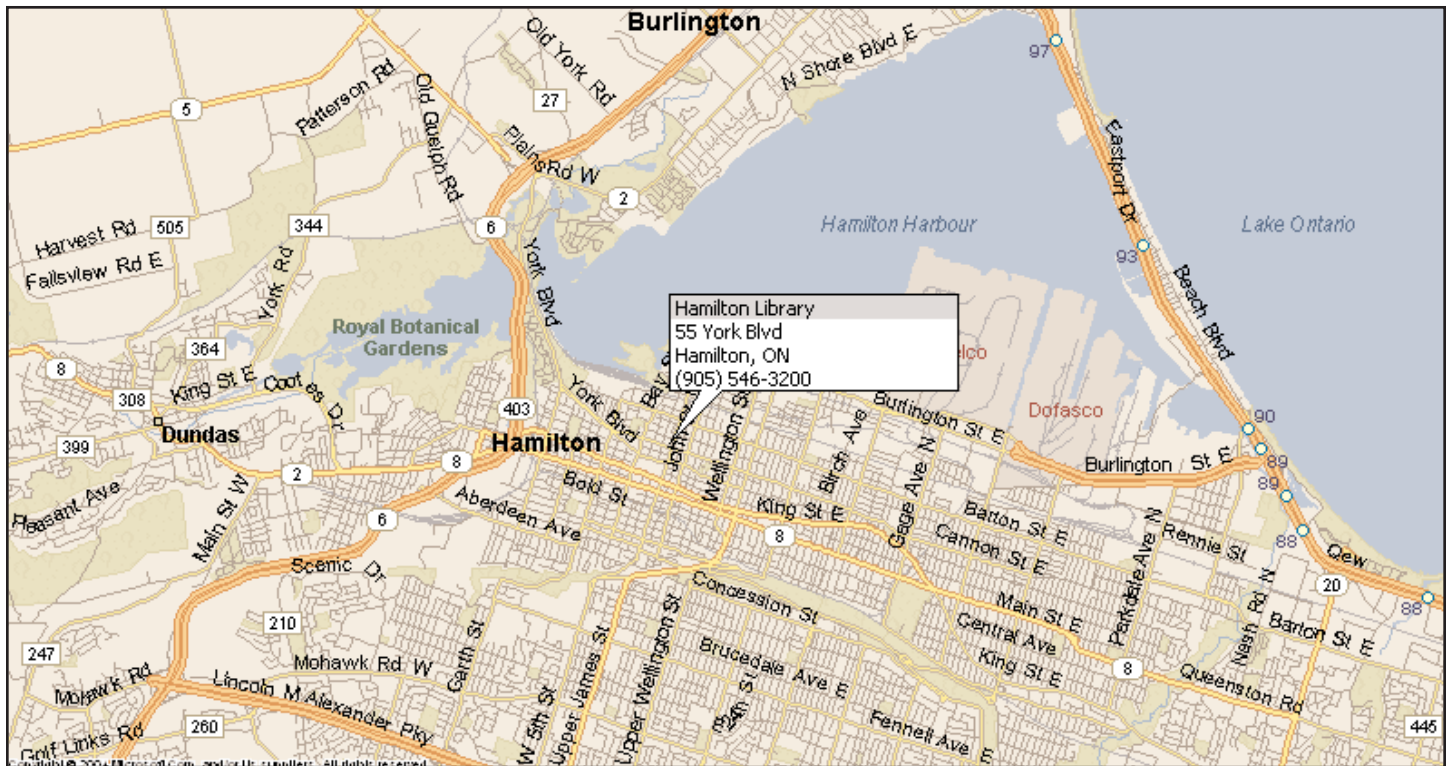 Burlington
Old York Rd
N Shore Blvd E
97
Patterson Rd
Old Guelph Rd
5
27
Plains Rd W
Eastport Dr
2
Harvest Rd
505
344
6
Hamilton Harbour
Lake Ontario
Fallsview Rd E
York Rd
York Blvd
93
Beach Blvd
Hamilton Library
55 York Blvd
Hamilton, ON
(905) 546-3200
Royal Botanical
Gardens
364
8
King St E
Cootes Dr
308
403
York Blvd
Burlington St E
Dofasco
90
399
Dundas
Hamilton
Wellington St
Birch Ave
Gage Ave N
Burlington St E
89
2
8
Bold St
89
Pleasant Ave
Main St W
6
Aberdeen Ave
King St E
Barton St E
Cannon St E
Parkdale Ave N
Rennie St
88
Qew
8
Scenic Dr
20
88
Concession St
Main St E
Central Ave
King St E
Nash Rd N
Barton St E
210
247
Garth St
Mohawk Rd W
Brucedale Ave E
8
Queenston Rd
Mohawk Rd
Lincoln M Alexander Pky
W 5th St
Upper James St
Upper Wellington St
Fennell Ave E
445
Golf Links Rd
260